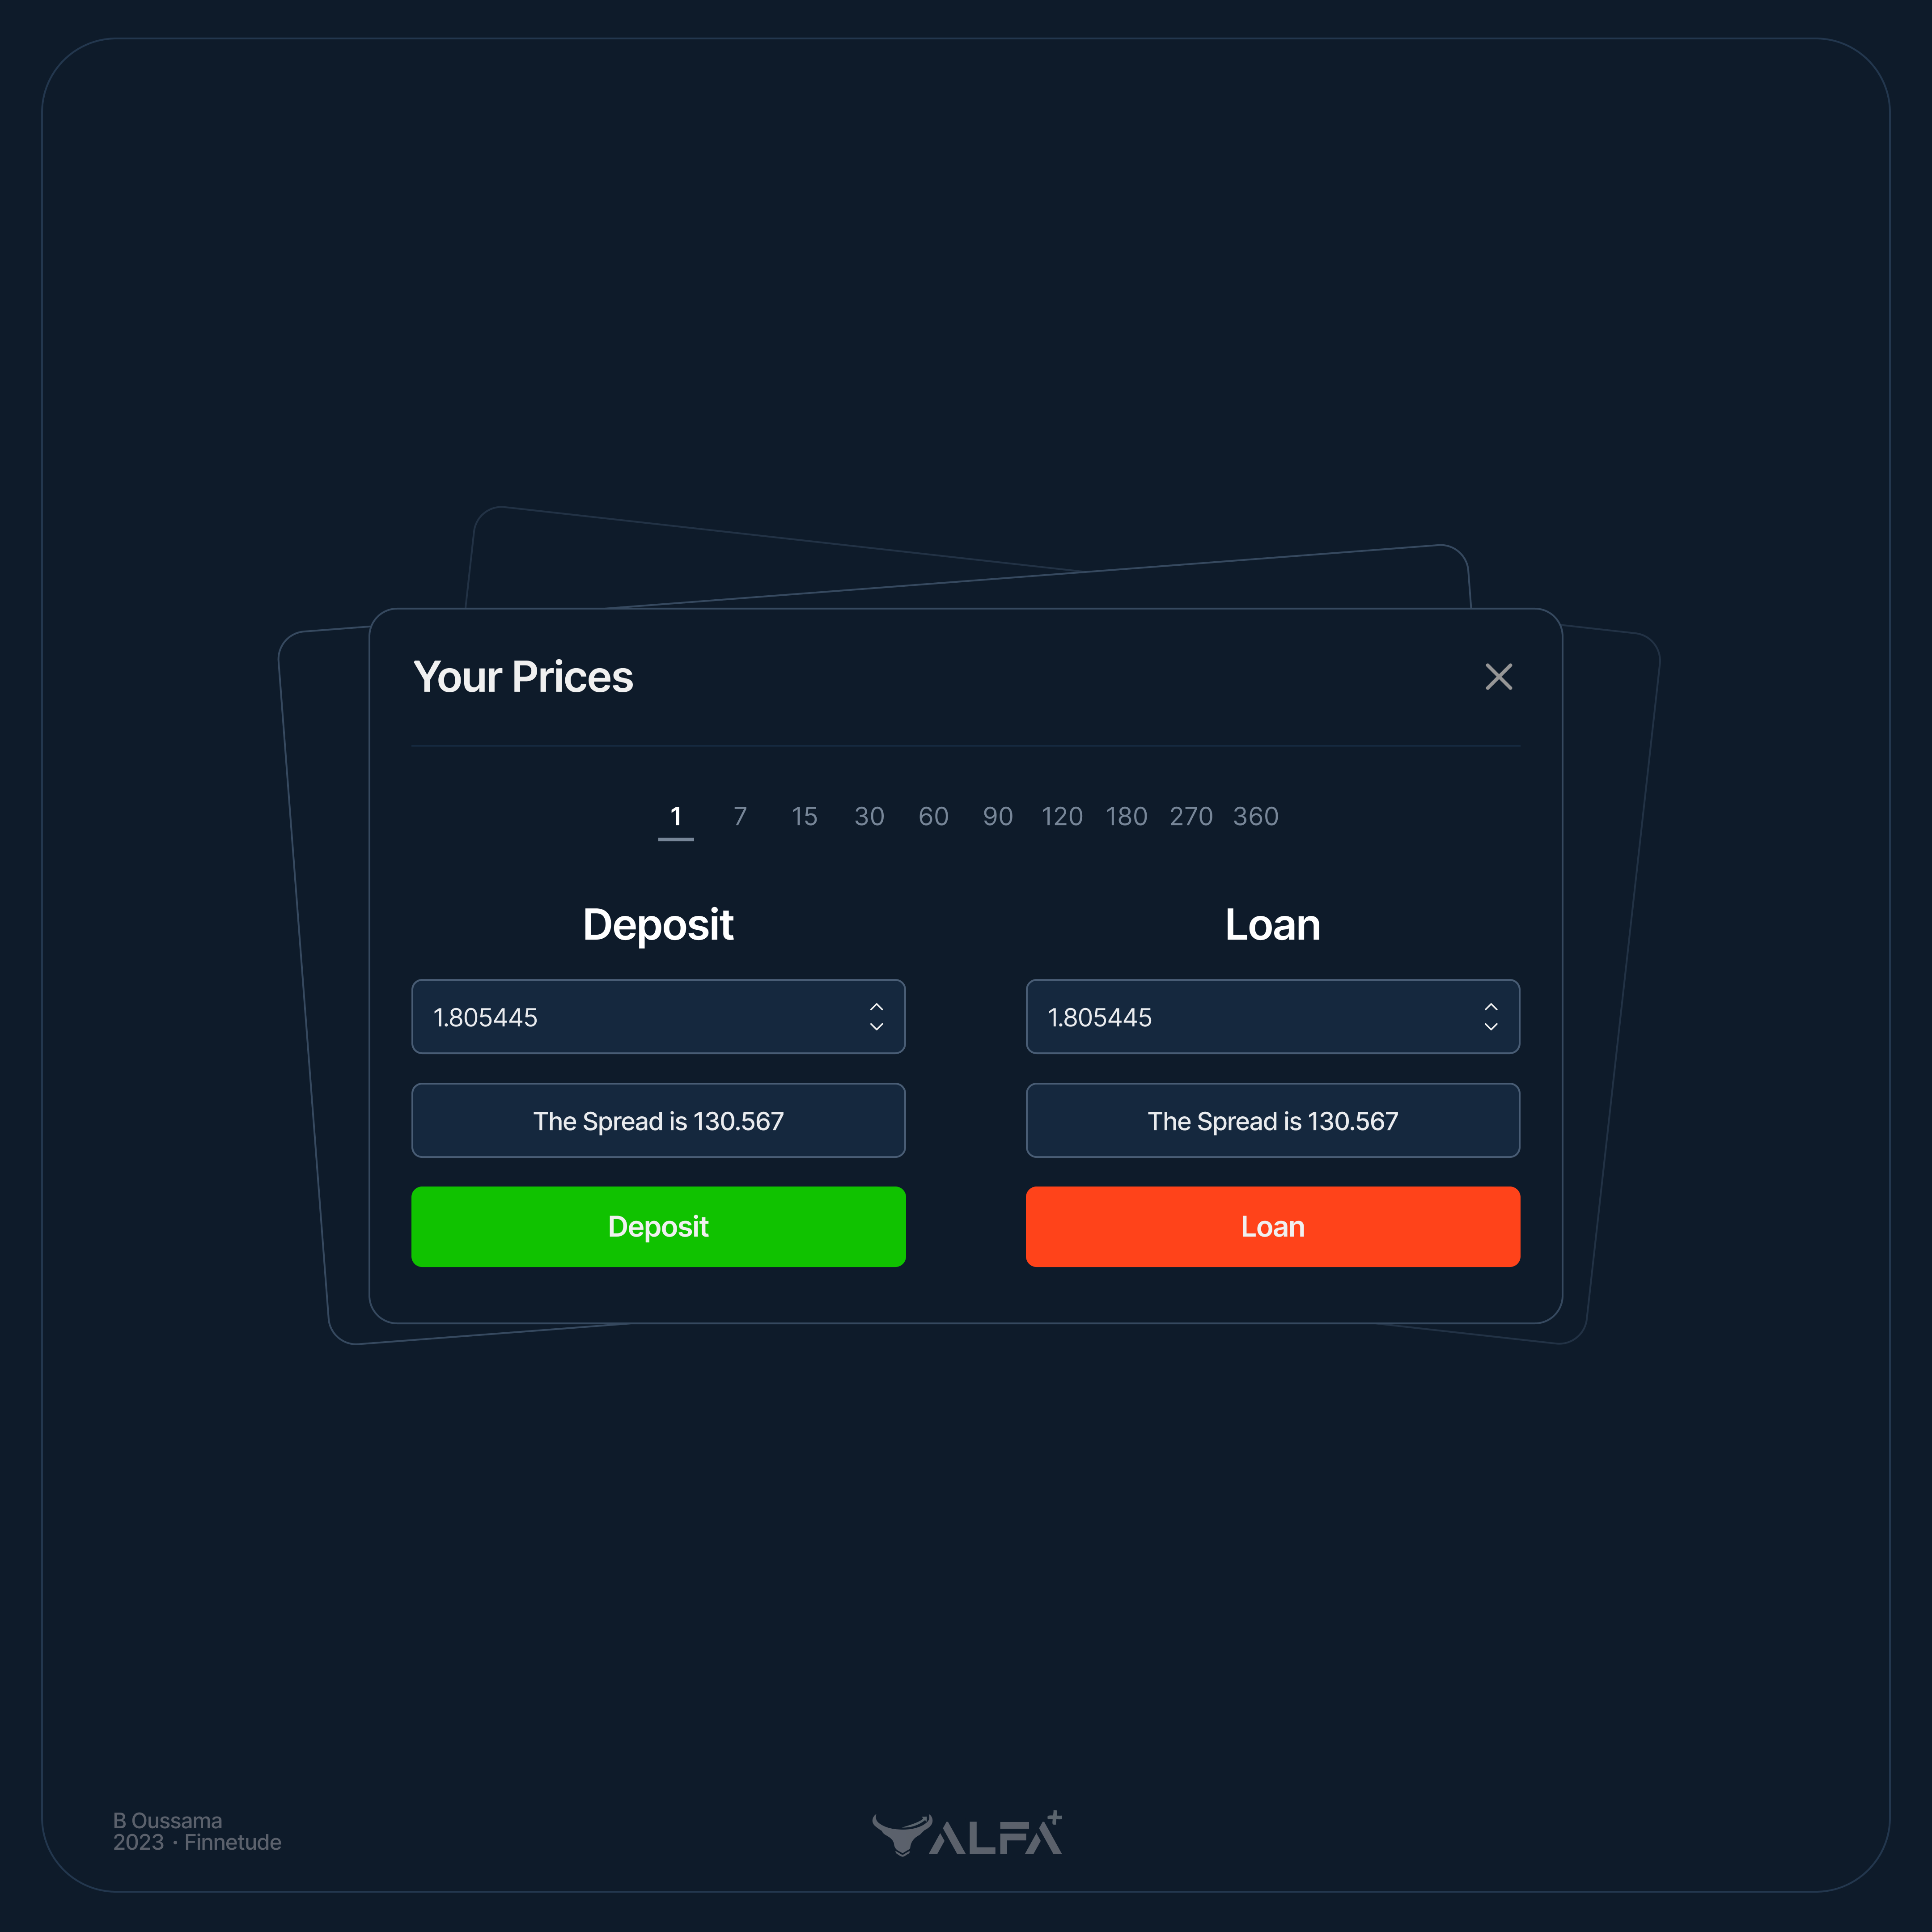 Your Prices
1 7 15 30 60 90 120 180 270 360
Deposit Loan
1.805445 1.805445
The Spread is 130.567 The Spread is 130.567
Deposit Loan
B Oussama
2023 · Finnetude
ALFA+